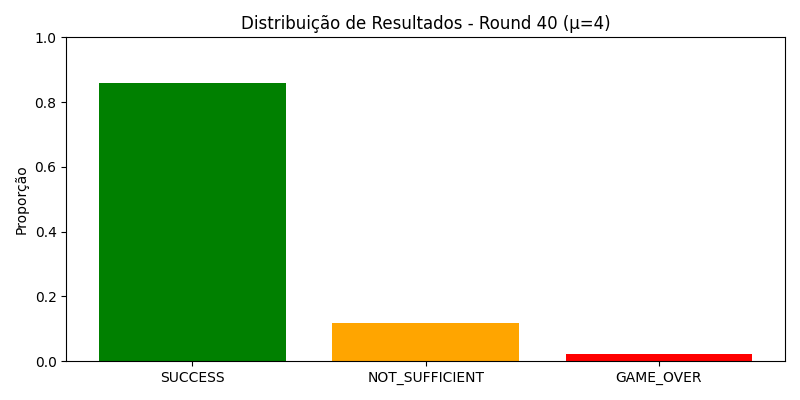 Distribuição de Resultados - Round 40 (μ=4)
1.0
0.8
0.6
0.4
0.2
0.0
Proporção
SUCCESS
NOT_SUFFICIENT
GAME_OVER